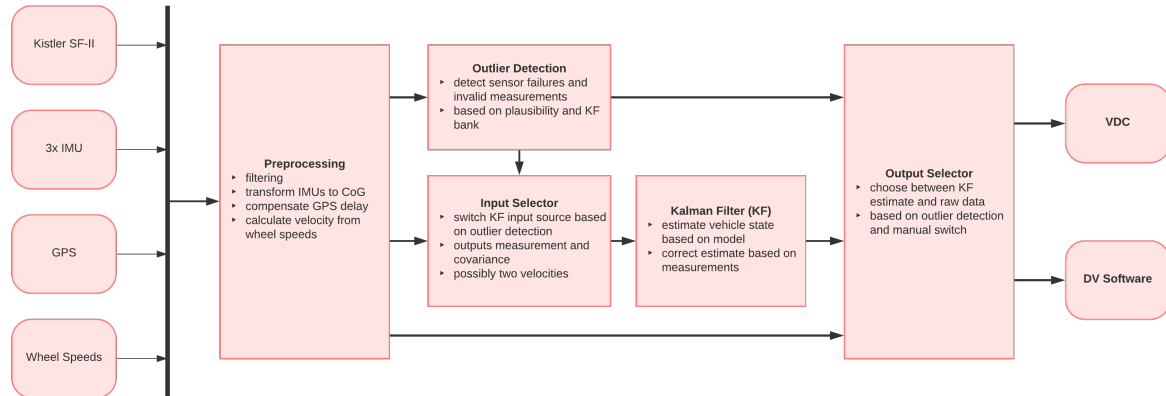 Kistler SF-II
3x IMU
GPS
Wheel Speeds
Preprocessing
‣ filtering
‣ transform IMUs to CoG
‣ compensate GPS delay
‣ calculate velocity from
wheel speeds
Outlier Detection
‣ detect sensor failures and
invalid measurements
‣ based on plausibility and KF
bank
Input Selector
‣ switch KF input source based
on outlier detection
‣ outputs measurement and
covariance
‣ possibly two velocities
Kalman Filter (KF)
‣ estimate vehicle state
based on model
‣ correct estimate based on
measurements
Output Selector
‣ choose between KF
estimate and raw data
‣ based on outlier detection
and manual switch
VDC
DV Software